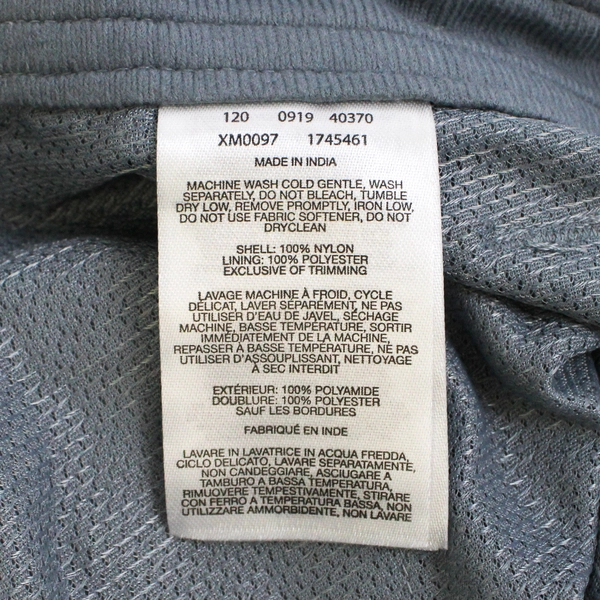 120 0919 40370
XM0097 1745461
MADE IN INDIA
MACHINE WASH COLD GENTLE, WASH
SEPARATELY, DO NOT BLEACH, TUMBLE
DRY LOW, REMOVE PROMPTLY, IRON LOW,
DO NOT USE FABRIC SOFTENER, DO NOT
DRYCLEAN
SHELL: 100% NYLON
LINING: 100% POLYESTER
EXCLUSIVE OF TRIMMING
LAVAGE MACHINE À FROID, CYCLE
DÉLICAT, LAVER SÉPARÉMENT, NE PAS
UTILISER D'EAU DE JAVEL, SÉCHAGE
MACHINE, BASSE TEMPÉRATURE, SORTIR
IMMÉDIATEMENT DE LA MACHINE,
REPASSER À BASSE TEMPÉRATURE, NE PAS
UTILISER D'ASSOUPLISSANT, NETTOYAGE
À SEC INTERDIT
EXTÉRIEUR: 100% POLYAMIDE
DOUBLURE: 100% POLYESTER
SAUF LES BORDURES
FABRIQUÉ EN INDE
LAVARE IN LAVATRICE IN ACQUA FREDDA,
CICLO DELICATO, LAVARE SEPARATAMENTE,
NON CANDEGGIARE, ASCIUGARE A
TAMBURO A BASSA TEMPERATURA,
RIMUOVERE TEMPESTIVAMENTE, STIRARE
CON FERRO A TEMPERATURA BASSA, NON
UTILIZZARE AMMORBIDENTE, NON LAVARE